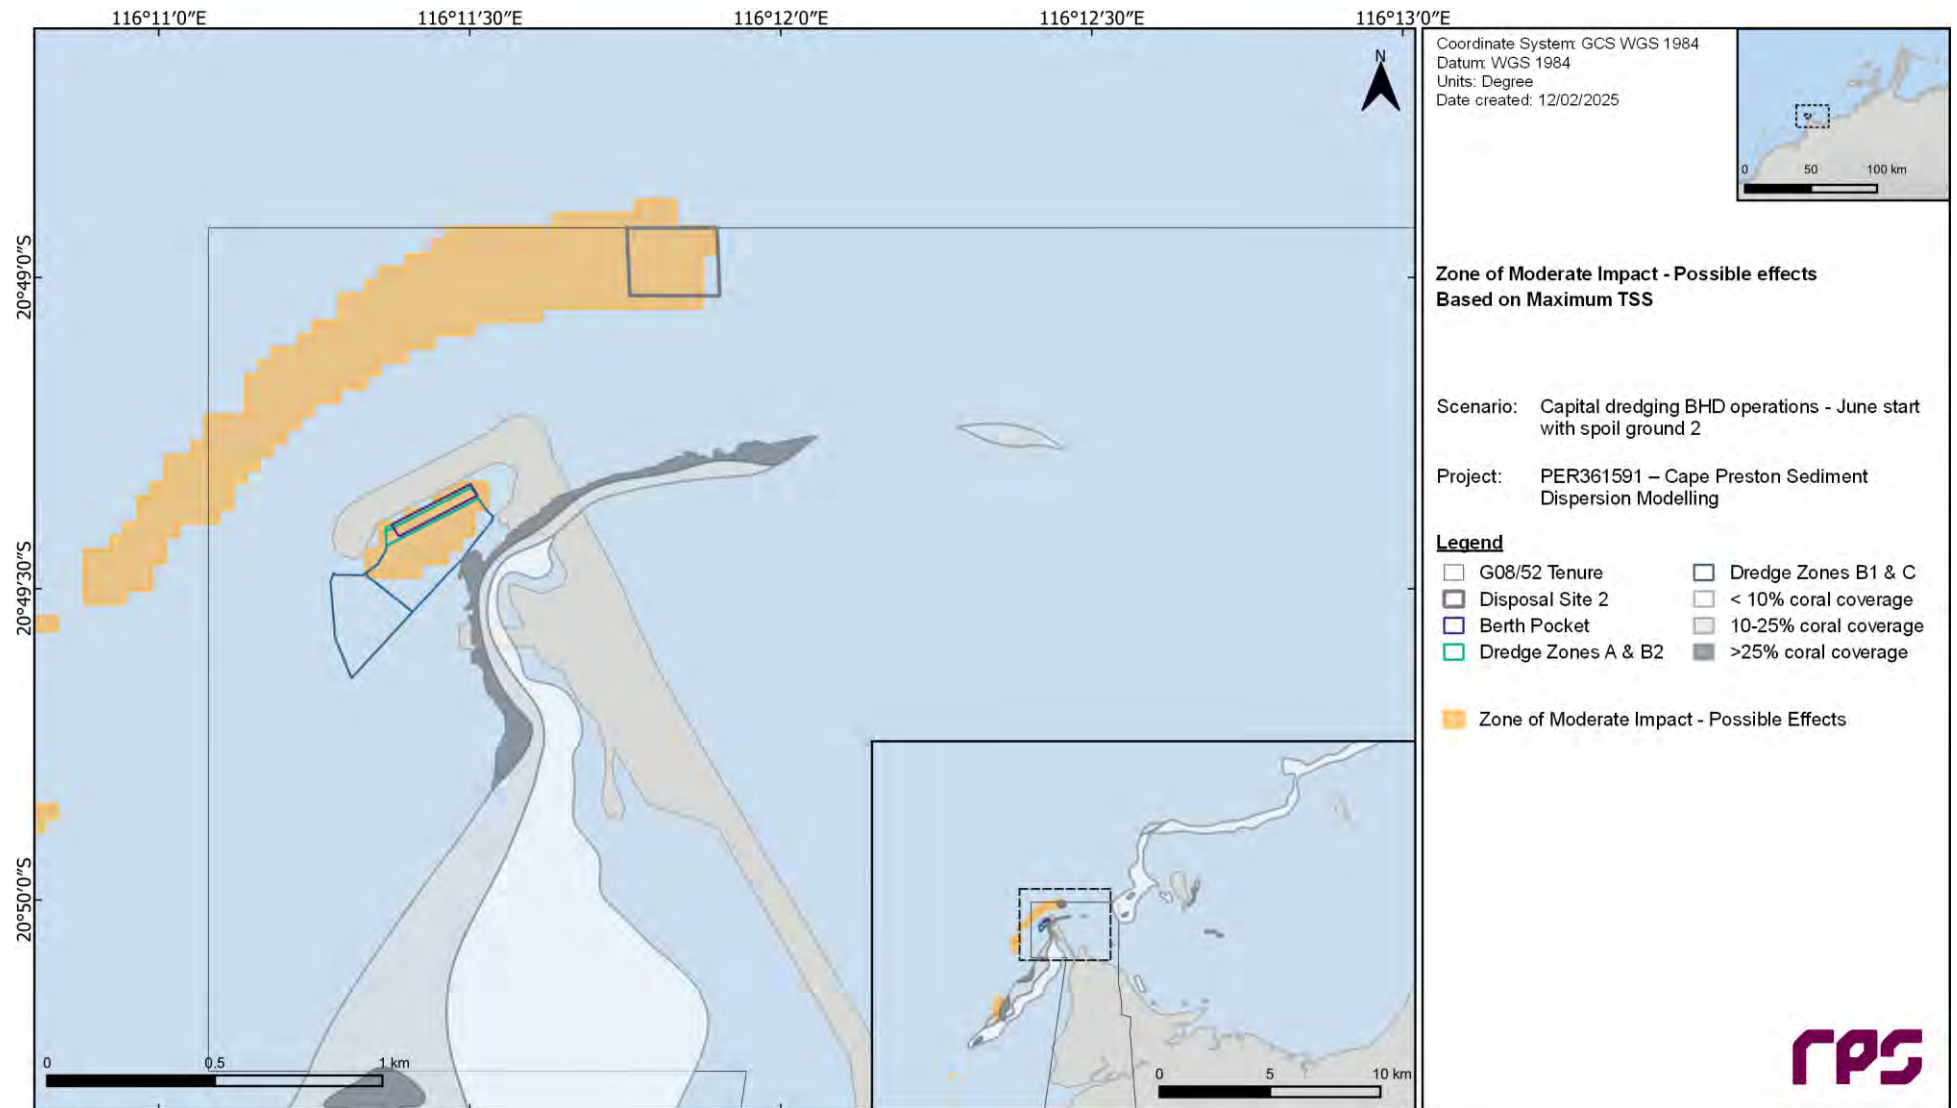 116°11'0"E
116°11'30"E
116°12'0"E
116°12'30"E
116°13'0"E
20°49'0"S
20°49'30"S
20°50'0"S
N
0 0.5 1 km
0 5 10 km
Coordinate System: GCS WGS 1984
Datum: WGS 1984
Units: Degree
Date created: 12/02/2025
0 50 100 km
Zone of Moderate Impact - Possible effects
Based on Maximum TSS
Scenario: Capital dredging BHD operations - June start
with spoil ground 2
Project: PER361591 – Cape Preston Sediment
Dispersion Modelling
Legend
G08/52 Tenure
Disposal Site 2
Berth Pocket
Dredge Zones A & B2
Dredge Zones B1 & C
< 10% coral coverage
10-25% coral coverage
>25% coral coverage
Zone of Moderate Impact - Possible Effects
rps